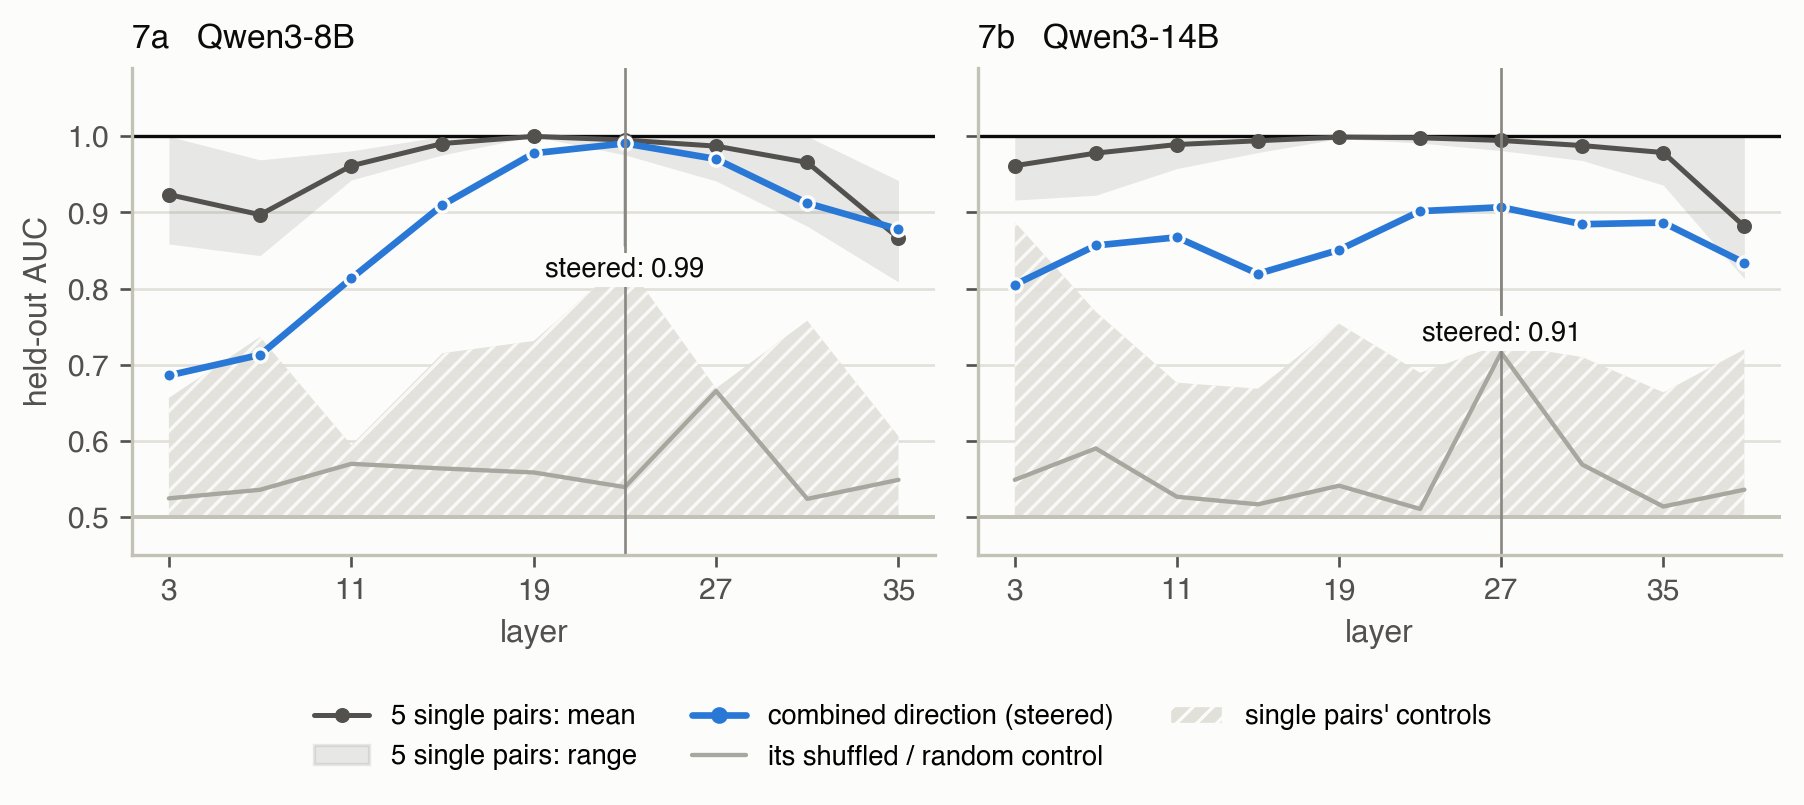 7a Qwen3-8B
7b Qwen3-14B
held-out AUC
1.0
0.9
0.8
0.7
0.6
0.5
steered: 0.99
steered: 0.91
3 11 19 27 35
3 11 19 27 35
layer
layer
5 single pairs: mean
combined direction (steered)
single pairs' controls
5 single pairs: range
its shuffled / random control